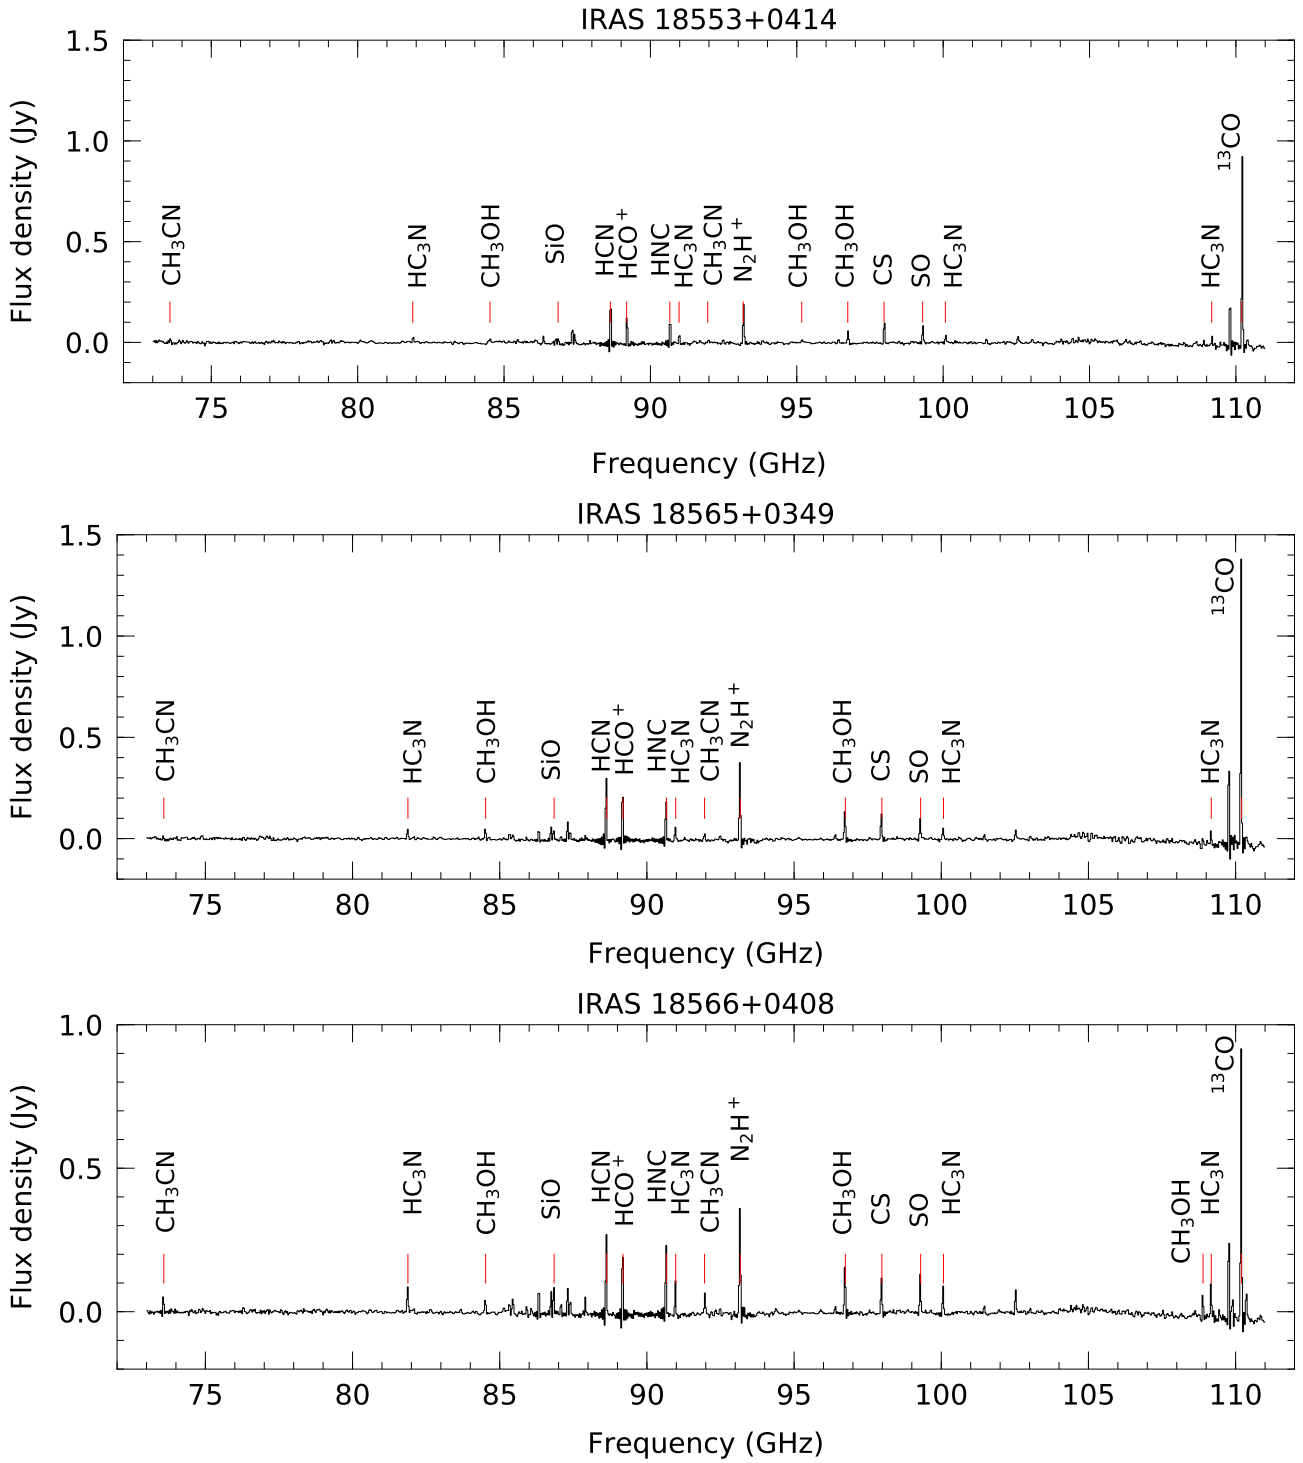 IRAS 18553+0414
1.5
1.0
0.5
0.0
Flux density (Jy)
CH₃CN
HC₃N
CH₃OH
SiO
HCN
HCO⁺
HNC
HC₃N
CH₃CN
N₂H⁺
CH₃OH
CH₃OH
CS
SO
HC₃N
HC₃N
¹³CO
75 80 85 90 95 100 105 110
Frequency (GHz)
IRAS 18565+0349
1.5
1.0
0.5
0.0
Flux density (Jy)
CH₃CN
HC₃N
CH₃OH
SiO
HCN
HCO⁺
HNC
HC₃N
CH₃CN
N₂H⁺
CH₃OH
CS
SO
HC₃N
HC₃N
¹³CO
75 80 85 90 95 100 105 110
Frequency (GHz)
IRAS 18566+0408
1.0
0.5
0.0
Flux density (Jy)
CH₃CN
HC₃N
CH₃OH
SiO
HCN
HCO⁺
HNC
HC₃N
CH₃CN
N₂H⁺
CH₃OH
CS
SO
HC₃N
CH₃OH
HC₃N
¹³CO
75 80 85 90 95 100 105 110
Frequency (GHz)